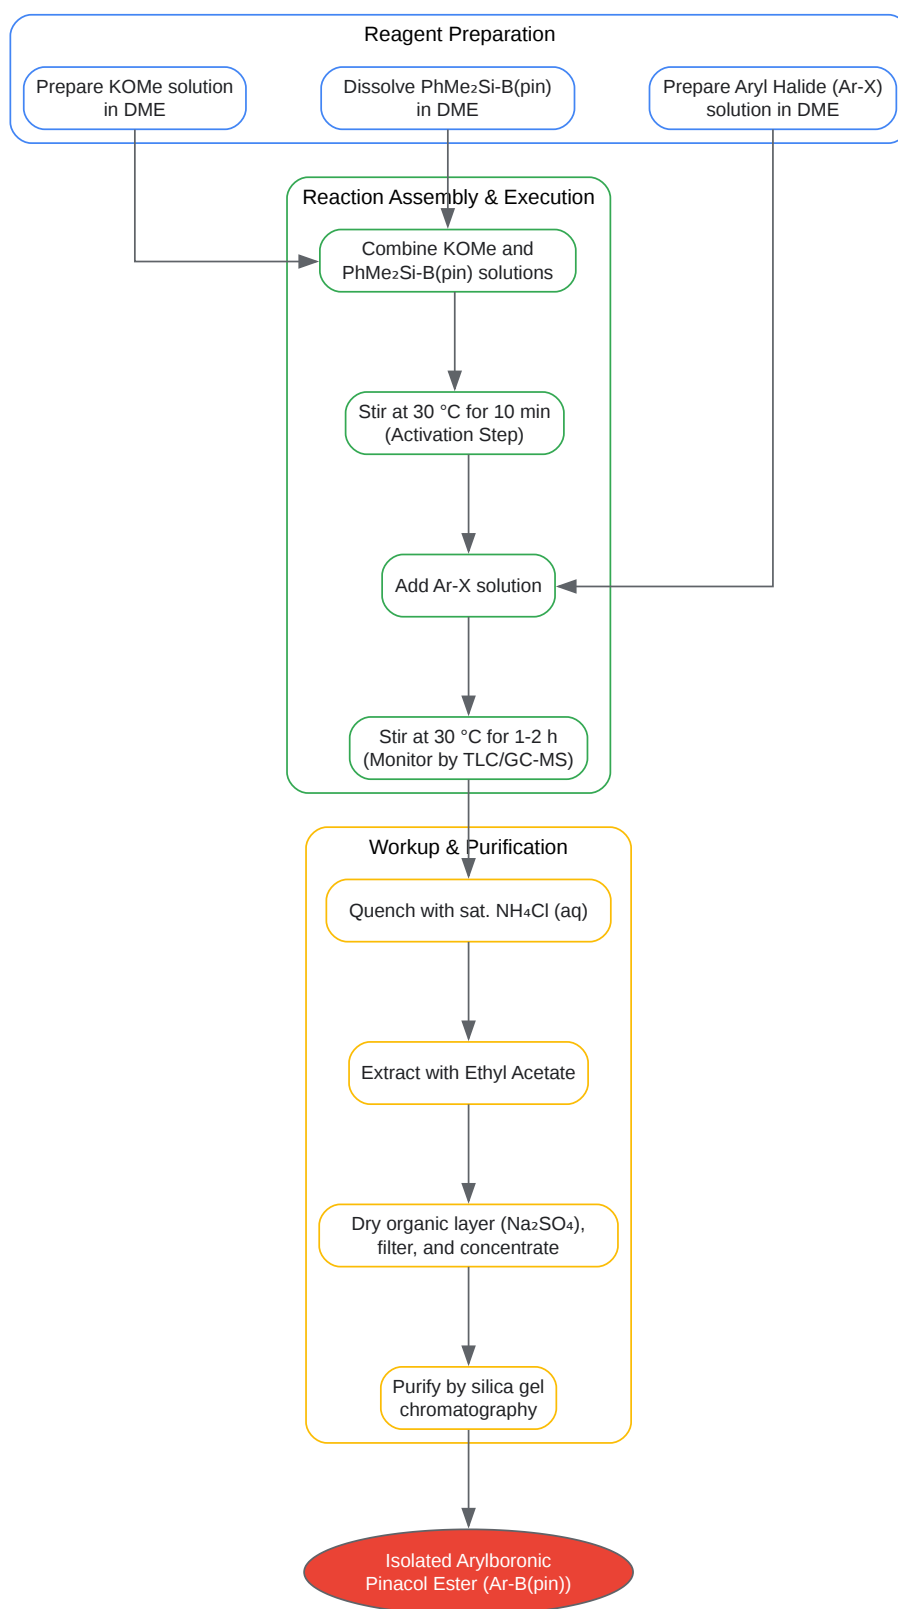 Reagent Preparation
Prepare KOMe solution
in DME
Dissolve PhMe₂Si-B(pin)
in DME
Prepare Aryl Halide (Ar-X)
solution in DME
Reaction Assembly & Execution
Combine KOMe and
PhMe₂Si-B(pin) solutions
Stir at 30 °C for 10 min
(Activation Step)
Add Ar-X solution
Stir at 30 °C for 1-2 h
(Monitor by TLC/GC-MS)
Workup & Purification
Quench with sat. NH₄Cl (aq)
Extract with Ethyl Acetate
Dry organic layer (Na₂SO₄),
filter, and concentrate
Purify by silica gel
chromatography
Isolated Arylboronic
Pinacol Ester (Ar-B(pin))